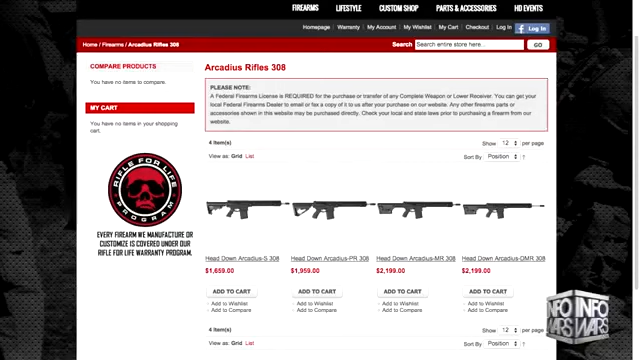 FIREARMS LIFESTYLE CUSTOM SHOP PARTS & ACCESSORIES HD EVENTS
Homepage Warranty My Account My Wishlist My Cart Checkout Log In f Log In
Home / Firearms / Arcadius Rifles 308
Search Search entire store here... GO
COMPARE PRODUCTS
You have no items to compare.
MY CART
You have no items in your shopping
cart.
RIFLE FOR LIFE
PROGRAM
EVERY FIREARM WE MANUFACTURE OR
CUSTOMIZE IS COVERED UNDER OUR
RIFLE FOR LIFE WARRANTY PROGRAM.
Arcadius Rifles 308
PLEASE NOTE:
A Federal Firearms License is REQUIRED for the purchase or transfer of any Complete Weapon or Lower Receiver. You can get your
local Federal Firearms Dealer to email or fax a copy of it to us after your purchase on our website. Any other firearms parts or
accessories shown in this website may be purchased directly. Check your local and state laws prior to purchasing a firearm from our
website.
4 Item(s) Show 12 per page
View as: Grid List Sort By Position
Head Down Arcadius-S 308 Head Down Arcadius-PR 308 Head Down Arcadius-MR 308 Head Down Arcadius-DMR 308
$1,659.00 $1,959.00 $2,199.00 $2,199.00
ADD TO CART ADD TO CART ADD TO CART ADD TO CART
Add to Wishlist Add to Wishlist Add to Wishlist Add to Wishlist
Add to Compare Add to Compare Add to Compare Add to Compare
4 Item(s) Show 12 per page
View as: Grid List Sort By Position
INFO INFO
WARS WARS